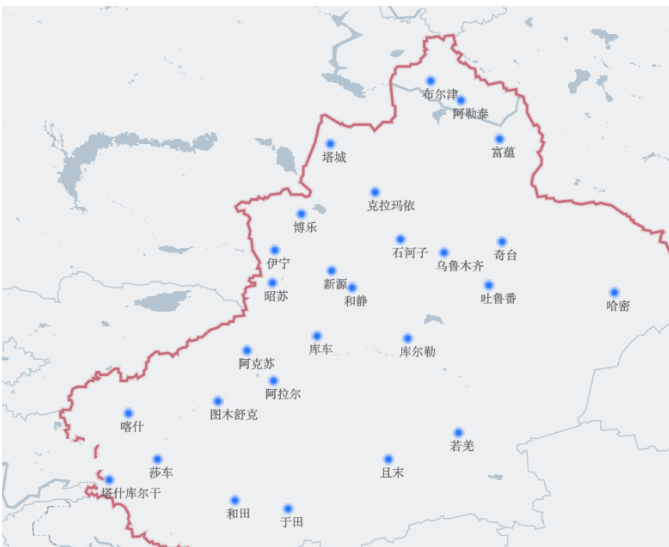 布尔津
阿勒泰
富蕴
塔城
克拉玛依
博乐
石河子
乌鲁木齐
奇台
伊宁
新源
昭苏
和静
吐鲁番
哈密
库车
库尔勒
阿克苏
阿拉尔
图木舒克
喀什
若羌
莎车
且末
塔什库尔干
和田
于田